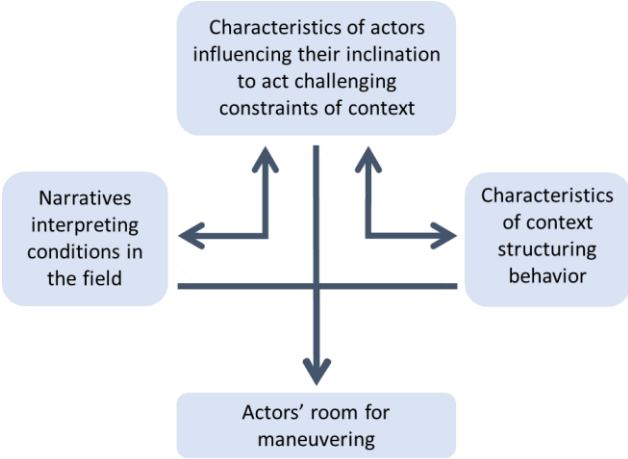 Characteristics of actors
influencing their inclination
to act challenging
constraints of context
Narratives
interpreting
conditions in
the field
Characteristics
of context
structuring
behavior
Actors’ room for
maneuvering